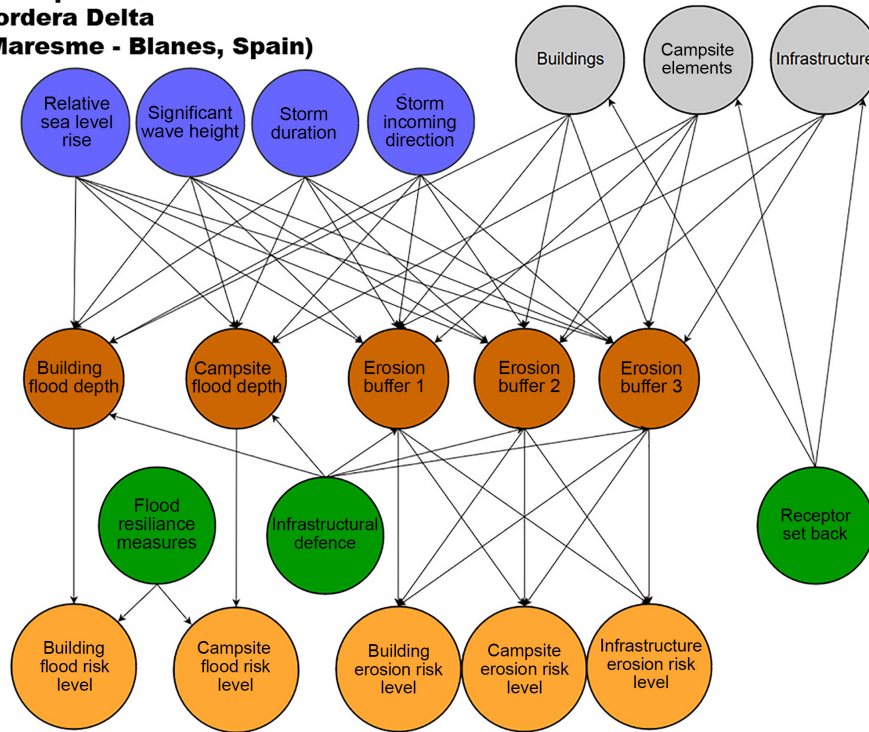 ordera Delta
Maresme - Blanes, Spain)
Buildings
Campsite
elements
Infrastructure
Relative
sea level
rise
Significant
wave height
Storm
duration
Storm
incoming
direction
Building
flood depth
Campsite
flood depth
Erosion
buffer 1
Erosion
buffer 2
Erosion
buffer 3
Flood
resiliance
measures
Infrastructural
defence
Receptor
set back
Building
flood risk
level
Campsite
flood risk
level
Building
erosion risk
level
Campsite
erosion risk
level
Infrastructure
erosion risk
level